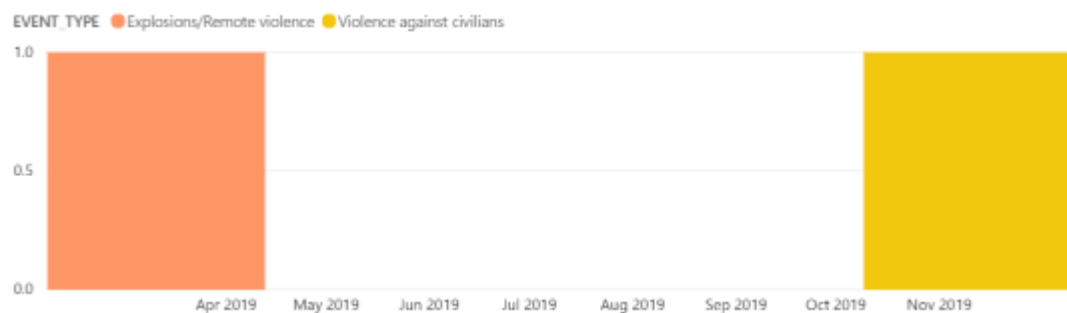 EVENT_TYPE Explosions/Remote violence Violence against civilians
1.0
0.5
0.0
Apr 2019 May 2019 Jun 2019 Jul 2019 Aug 2019 Sep 2019 Oct 2019 Nov 2019